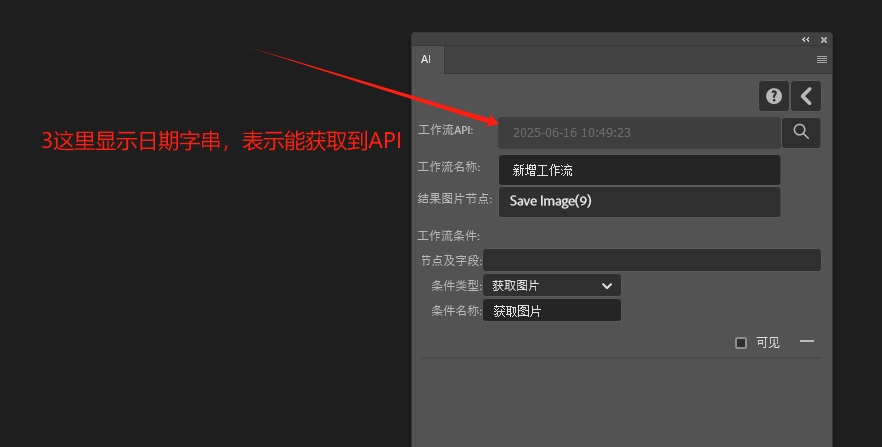 AI
工作流API:
2025-06-16 10:49:23
3这里显示日期字串，表示能获取到API
工作流名称:
新增工作流
结果图片节点:
Save Image(9)
工作流条件:
节点及字段:
条件类型:
获取图片
条件名称:
获取图片
可见